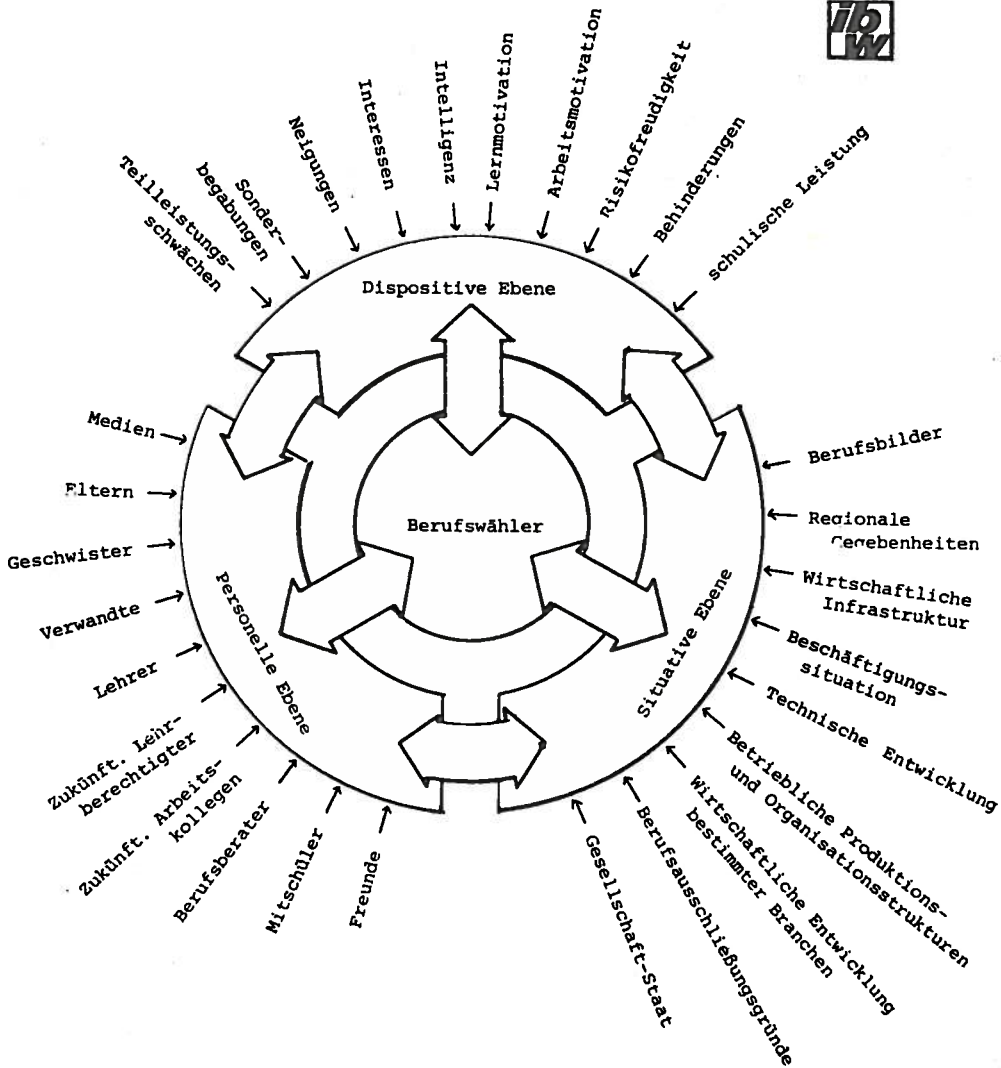 ibw
Teilleistungs-
schwächen
Sonder-
begabungen
Neigungen
Interessen
Intelligenz
Lernmotivation
Arbeitsmotivation
Risikofreudigkeit
Behinderungen
schulische Leistung
Dispositive Ebene
Berufswähler
Personelle Ebene
Situative Ebene
Medien
Eltern
Geschwister
Verwandte
Lehrer
Zukünft. Lehr-
berechtigter
Zukünft. Arbeits-
kollegen
Berufsberater
Mitschüler
Freunde
Berufsbilder
Regionale
Gegebenheiten
Wirtschaftliche
Infrastruktur
Beschäftigungs-
situation
Technische Entwicklung
Betriebliche Produktions-
und Organisationsstrukturen
Wirtschaftliche Entwicklung
bestimmter Branchen
Berufsausschließungsgründe
Gesellschaft-Staat